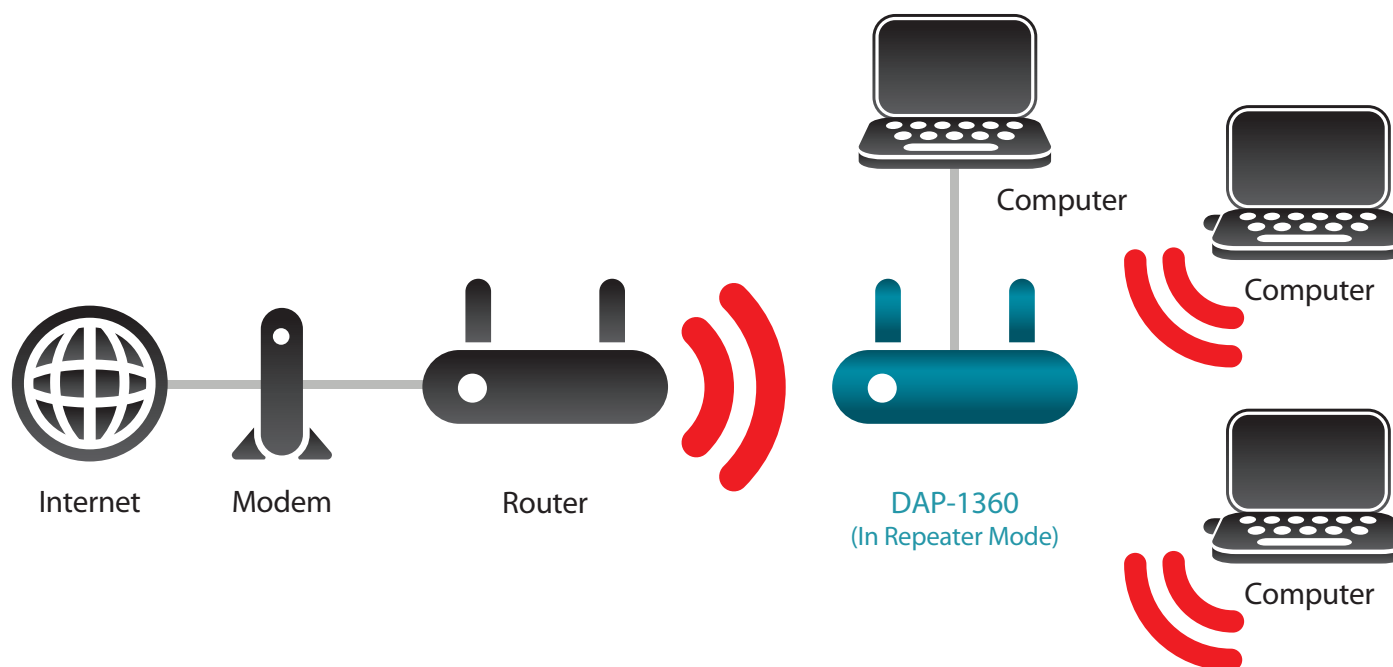 Computer
Computer
Internet
Modem
Router
DAP-1360
(In Repeater Mode)
Computer